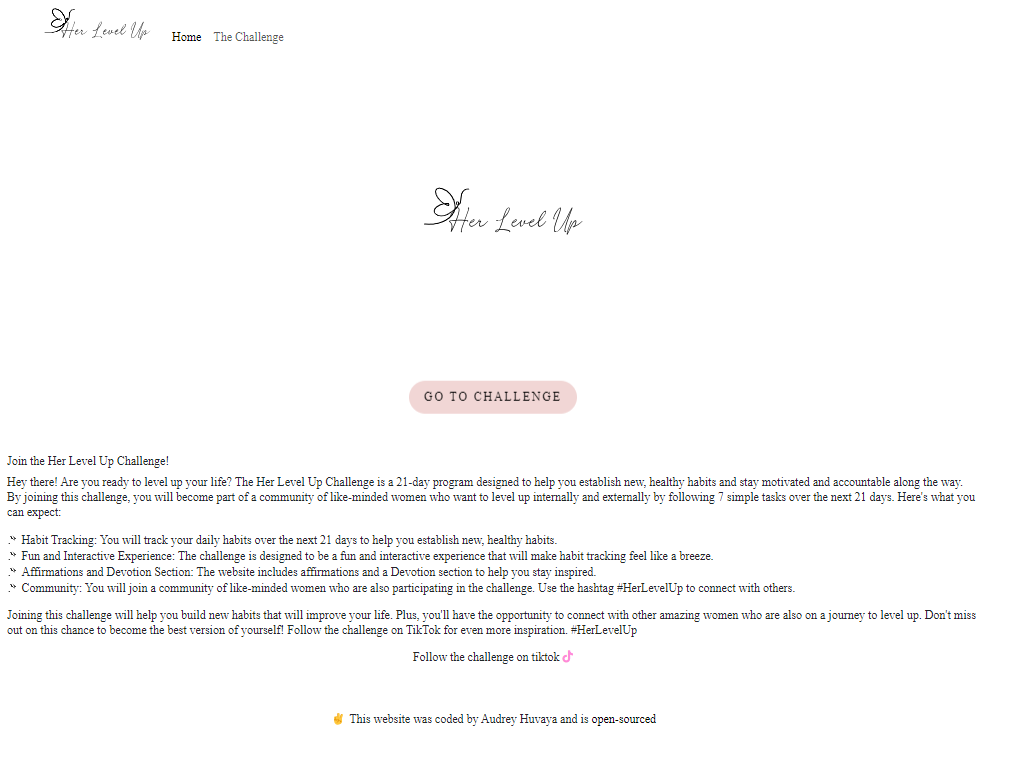 Her Level Up
Home The Challenge
Her Level Up
GO TO CHALLENGE
Join the Her Level Up Challenge!
Hey there! Are you ready to level up your life? The Her Level Up Challenge is a 21-day program designed to help you establish new, healthy habits and stay motivated and accountable along the way.
By joining this challenge, you will become part of a community of like-minded women who want to level up internally and externally by following 7 simple tasks over the next 21 days. Here's what you
can expect:
Habit Tracking: You will track your daily habits over the next 21 days to help you establish new, healthy habits.
Fun and Interactive Experience: The challenge is designed to be a fun and interactive experience that will make habit tracking feel like a breeze.
Affirmations and Devotion Section: The website includes affirmations and a Devotion section to help you stay inspired.
Community: You will join a community of like-minded women who are also participating in the challenge. Use the hashtag #HerLevelUp to connect with others.
Joining this challenge will help you build new habits that will improve your life. Plus, you'll have the opportunity to connect with other amazing women who are also on a journey to level up. Don't miss
out on this chance to become the best version of yourself! Follow the challenge on TikTok for even more inspiration. #HerLevelUp
Follow the challenge on tiktok
✌ This website was coded by Audrey Huvaya and is open-sourced